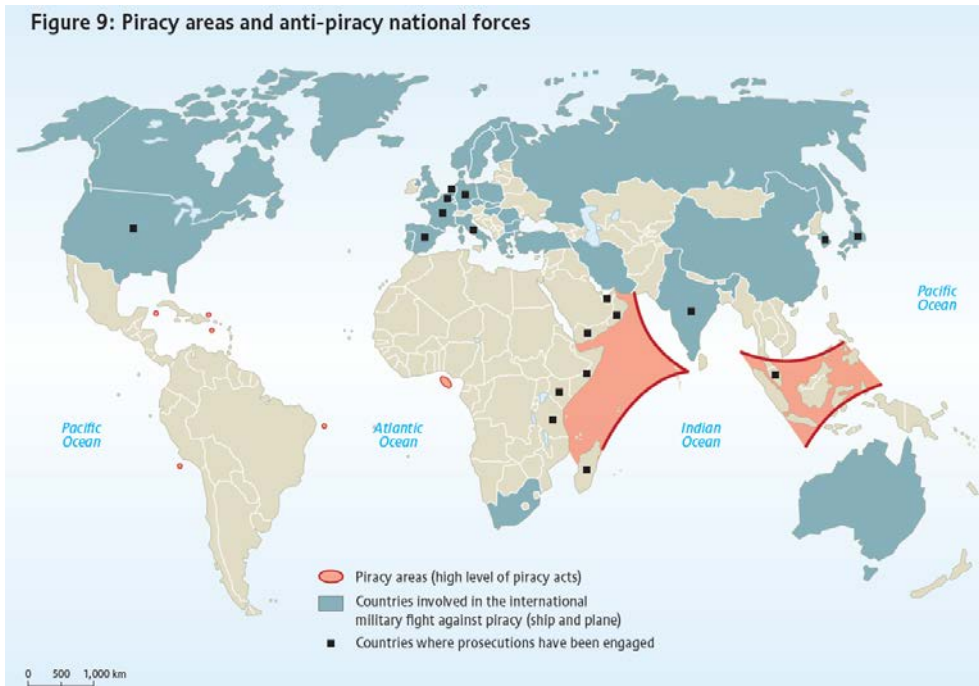 Figure 9: Piracy areas and anti-piracy national forces
Pacific
Ocean
Pacific
Ocean
Atlantic
Ocean
Indian
Ocean
Piracy areas (high level of piracy acts)
Countries involved in the international
military fight against piracy (ship and plane)
Countries where prosecutions have been engaged
0 500 1,000 km